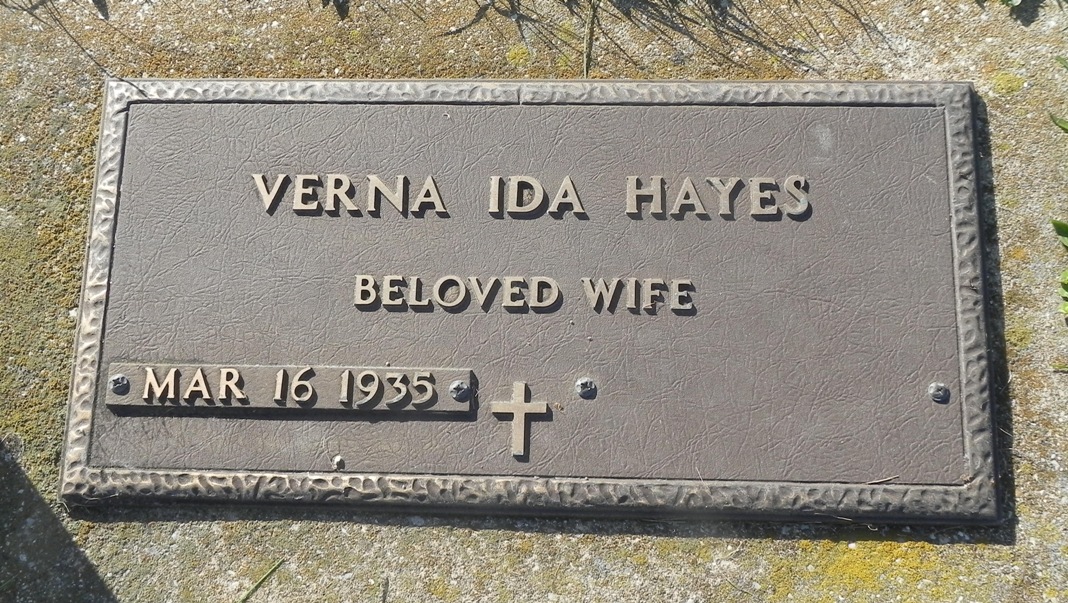 VERNA IDA HAYES
BELOVED WIFE
MAR 16 1935